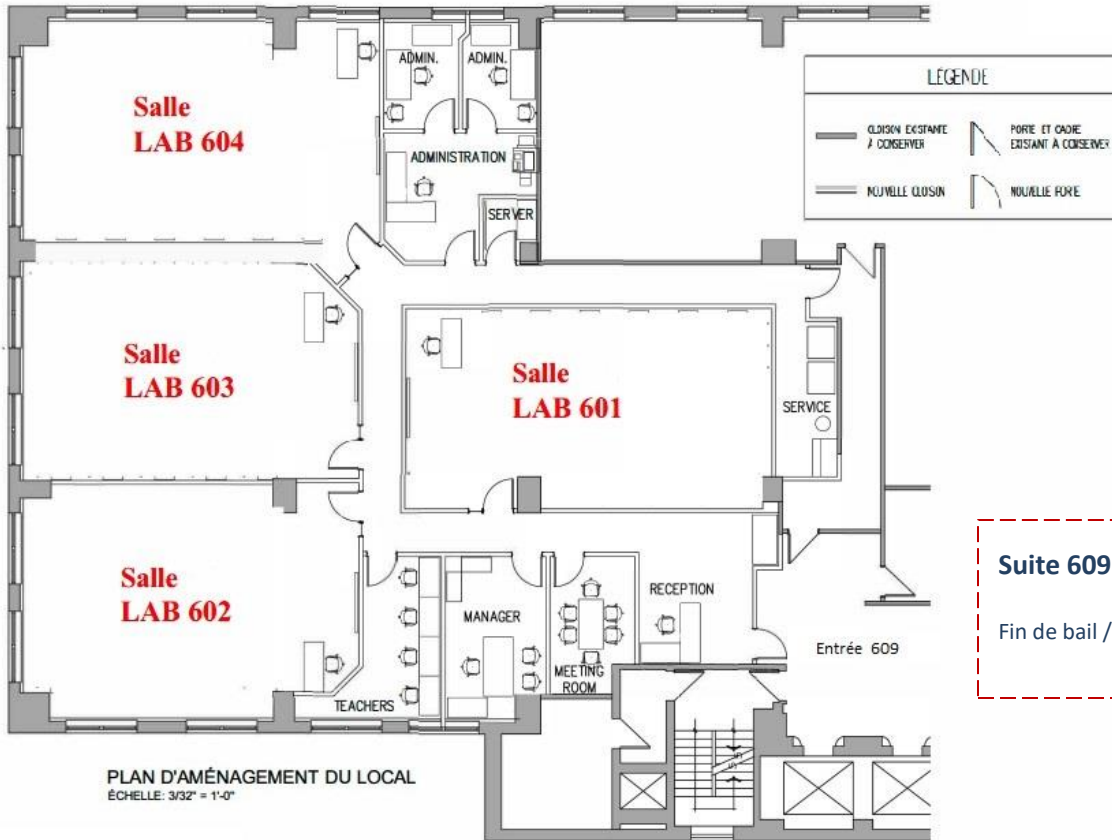 ADMIN.
ADMIN.
LÉGENDE
CLOISON EXISTANTE
À CONSERVER
PORTE ET CADRE
EXISTANT À CONSERVER
NOUVELLE CLOISON
NOUVELLE PORTE
Salle
LAB 604
ADMINISTRATION
SERVER
Salle
LAB 603
Salle
LAB 601
SERVICE
Salle
LAB 602
MANAGER
MEETING
ROOM
RECEPTION
TEACHERS
Entrée 609
Suite 609
Fin de bail /
PLAN D'AMÉNAGEMENT DU LOCAL
ÉCHELLE: 3/32" = 1'-0"